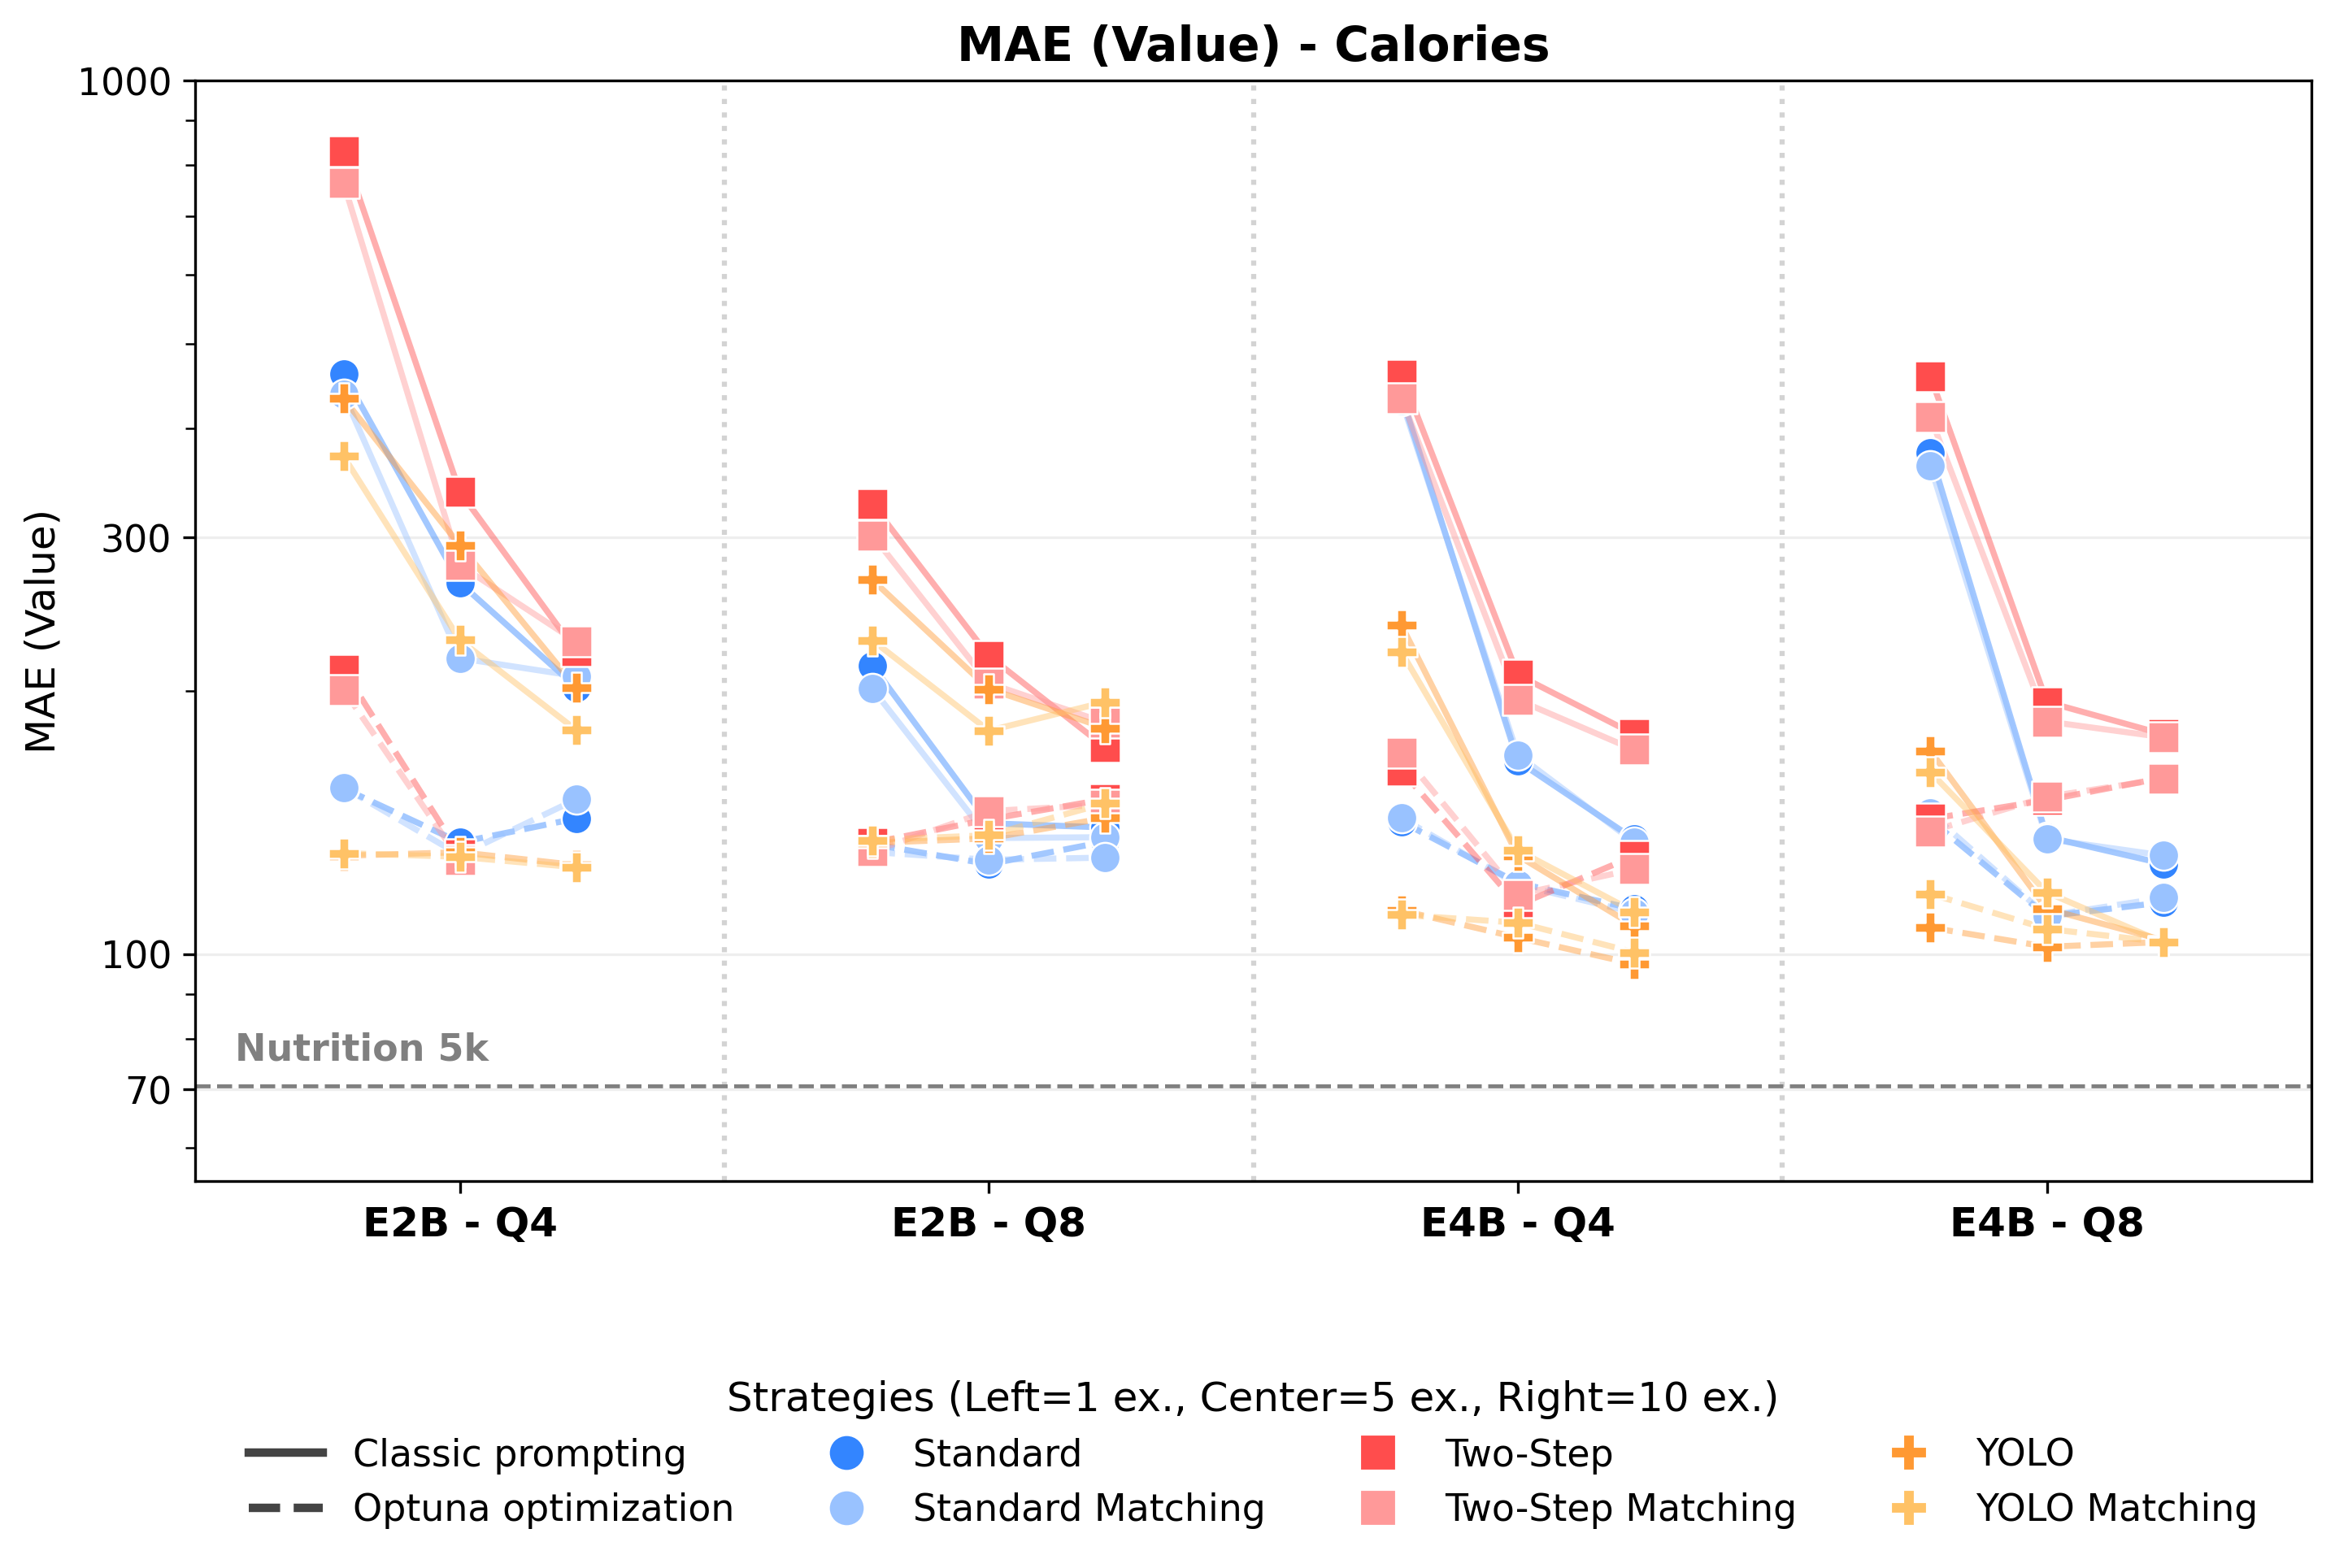 MAE (Value) - Calories
MAE (Value)
1000
300
100
70
Nutrition 5k
E2B - Q4
E2B - Q8
E4B - Q4
E4B - Q8
Strategies (Left=1 ex., Center=5 ex., Right=10 ex.)
Classic prompting
Optuna optimization
Standard
Standard Matching
Two-Step
Two-Step Matching
YOLO
YOLO Matching